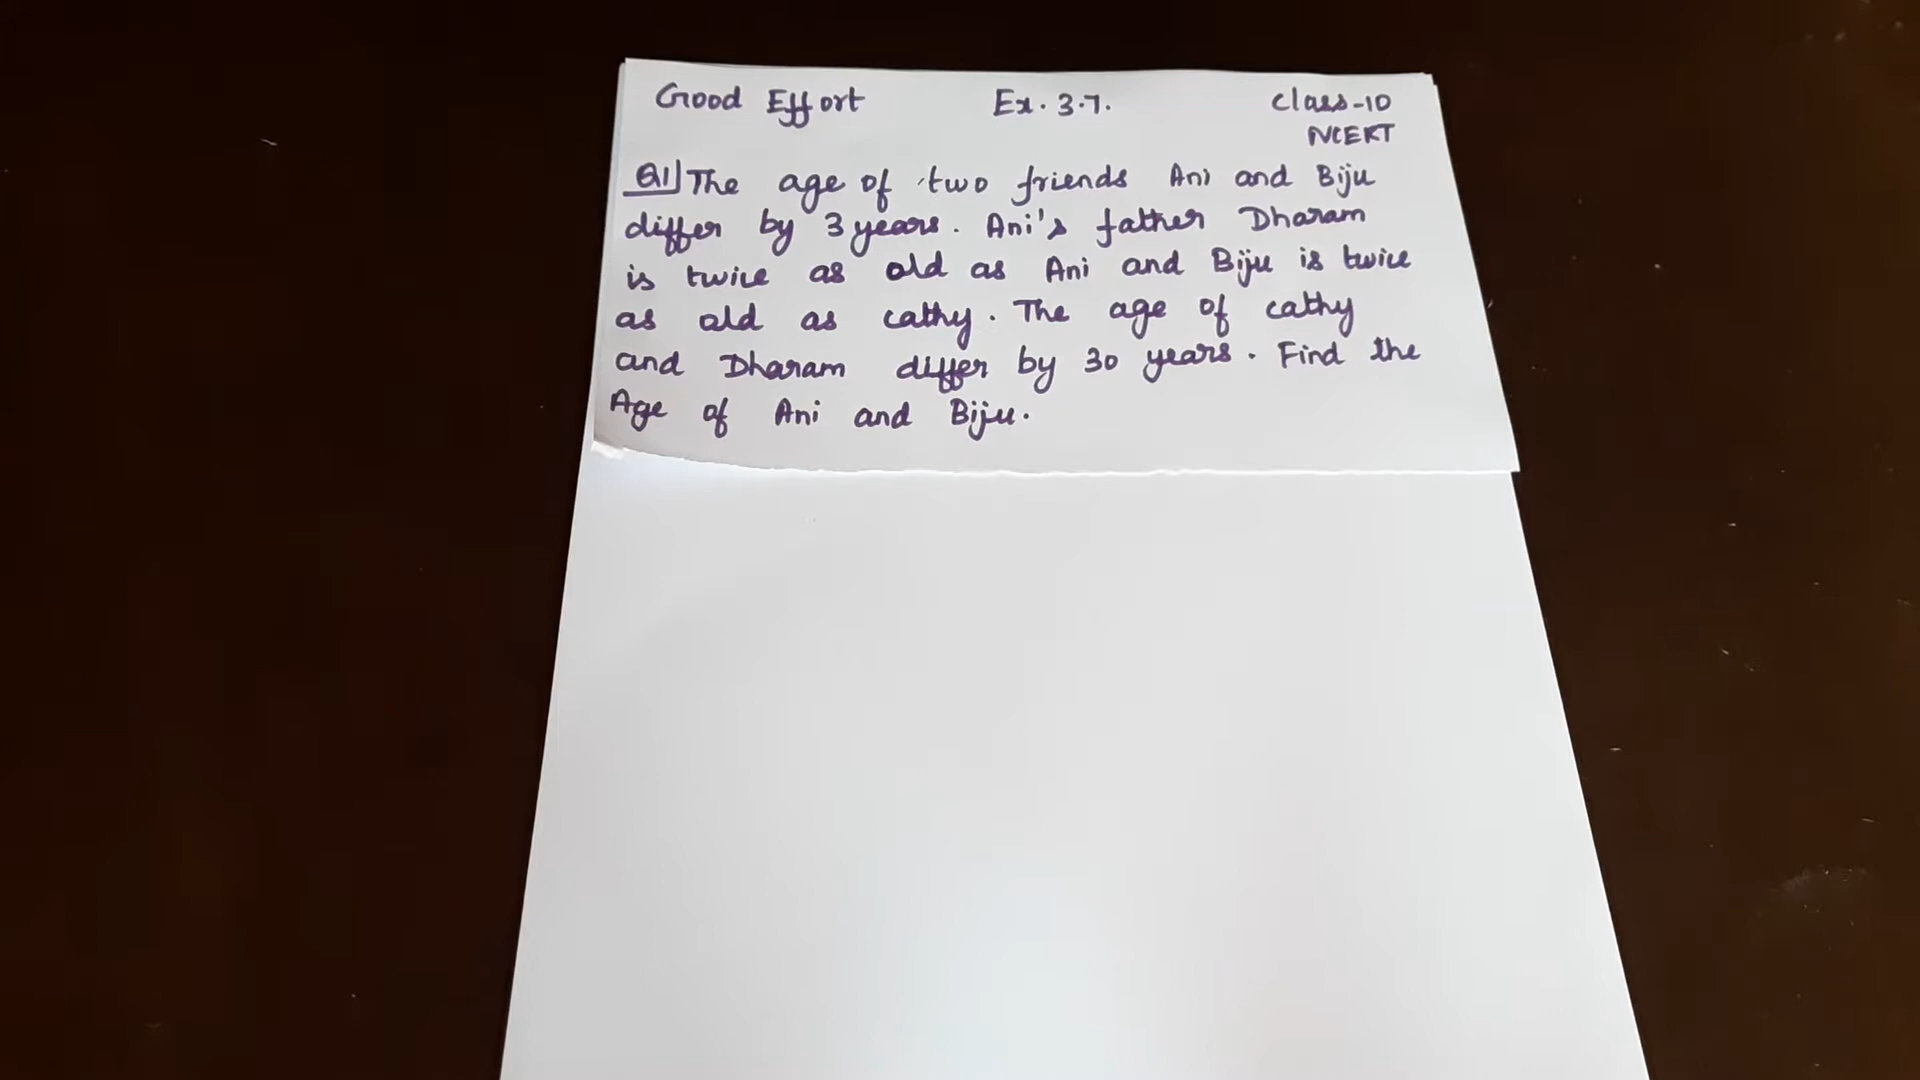 Good Effort Ex. 3.7. Class-10
NCERT
Q1 The age of two friends Ani and Biju
differ by 3 years. Ani's father Dharam
is twice as old as Ani and Biju is twice
as old as cathy. The age of cathy
and Dharam differ by 30 years. Find the
Age of Ani and Biju.